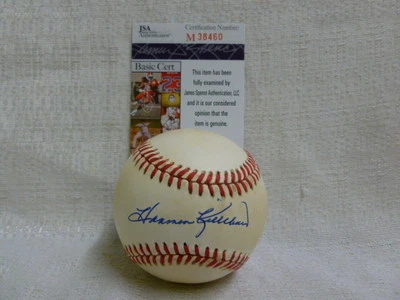 JSA
Certification Number
M 38460
Basic Cert
This item has been
fully examined by
James Spence Authentication, LLC
and it is our considered
opinion that the
item is genuine.
Harmon Killebrew